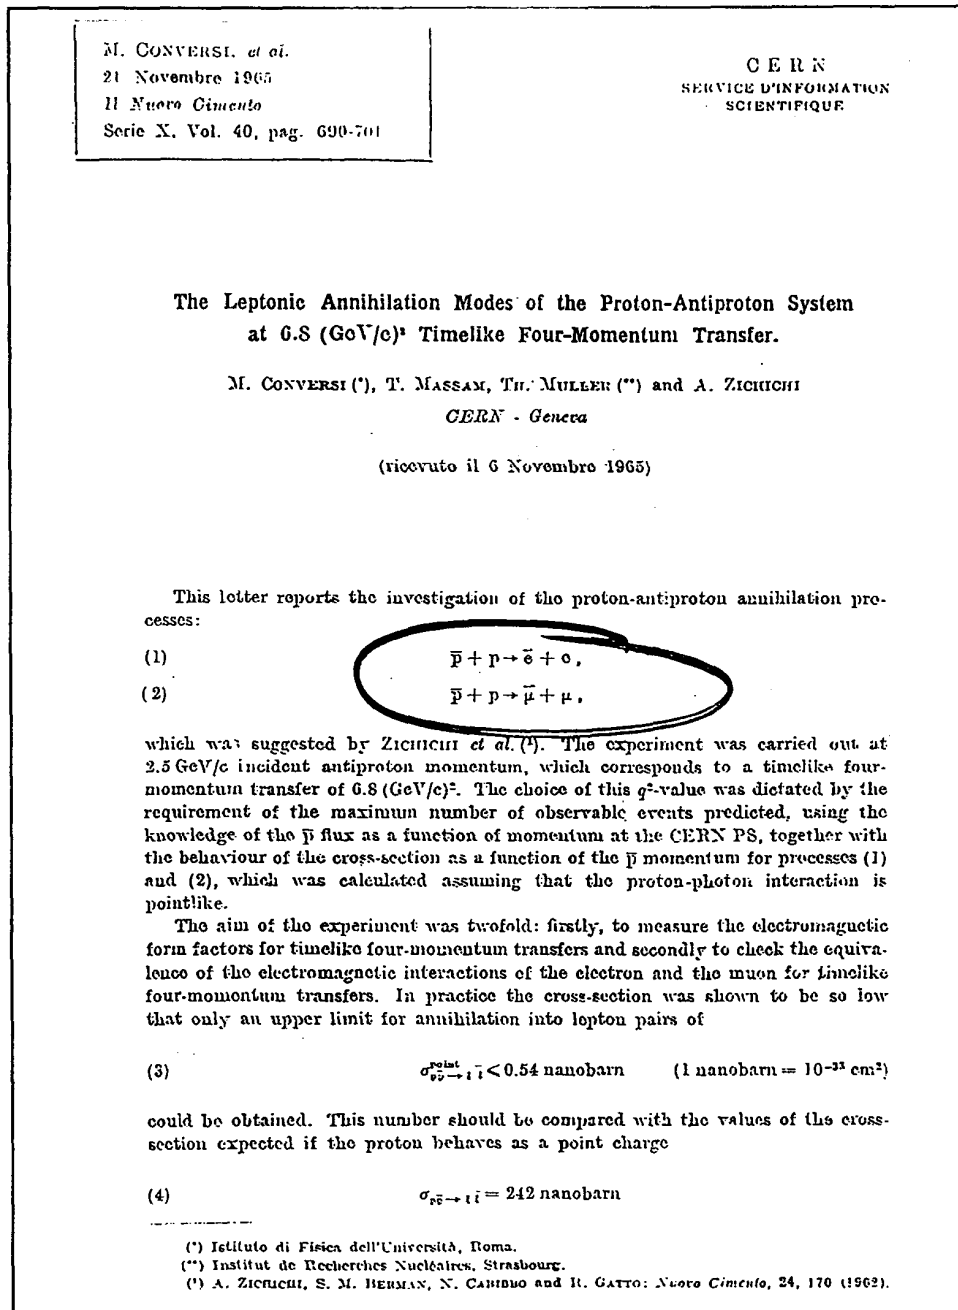 M. CONVERSI, et al.
21 Novembre 1965
Il Nuovo Cimento
Serie X, Vol. 40, pag. 690-701
CERN
SERVICE D'INFORMATION
SCIENTIFIQUE
The Leptonic Annihilation Modes of the Proton-Antiproton System
at 6.8 (GeV/c)² Timelike Four-Momentum Transfer.
M. CONVERSI (*), T. MASSAM, TH. MULLER (**) and A. ZICHICHI
CERN - Geneva
(ricevuto il 6 Novembre 1965)
This letter reports the investigation of the proton-antiproton annihilation pro-
cesses:
(1) p̄ + p → ē + e,
(2) p̄ + p → μ̄ + μ,
which was suggested by ZICHICHI et al. (¹). The experiment was carried out at
2.5 GeV/c incident antiproton momentum, which corresponds to a timelike four-
momentum transfer of 6.8 (GeV/c)². The choice of this q²-value was dictated by the
requirement of the maximum number of observable events predicted, using the
knowledge of the p̄ flux as a function of momentum at the CERN PS, together with
the behaviour of the cross-section as a function of the p̄ momentum for processes (1)
and (2), which was calculated assuming that the proton-photon interaction is
pointlike.
The aim of the experiment was twofold: firstly, to measure the electromagnetic
form factors for timelike four-momentum transfers and secondly to check the equiva-
lence of the electromagnetic interactions of the electron and the muon for timelike
four-momentum transfers. In practice the cross-section was shown to be so low
that only an upper limit for annihilation into lepton pairs of
(3) σ^point_pp̄→l l̄ < 0.54 nanobarn (1 nanobarn = 10⁻³³ cm²)
could be obtained. This number should be compared with the values of the cross-
section expected if the proton behaves as a point charge
(4) σ_pp̄→l l̄ = 242 nanobarn
(*) Istituto di Fisica dell'Università, Roma.
(**) Institut de Recherches Nucléaires, Strasbourg.
(¹) A. ZICHICHI, S. M. BERMAN, N. CABIBBO and R. GATTO: Nuovo Cimento, 24, 170 (1962).